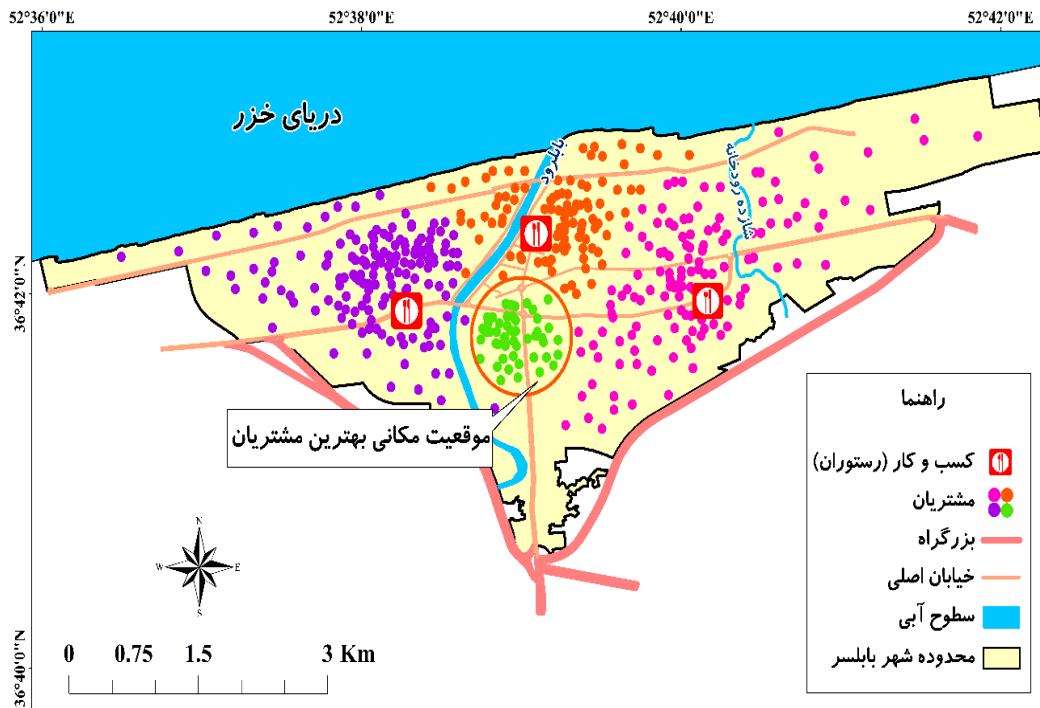 52°36'0"E 52°38'0"E 52°40'0"E 52°42'0"E
دریای خزر
بابلرود
شازده رودخانه
36°42'0"N
موقعیت مکانی بهترین مشتریان
راهنما
کسب و کار (رستوران)
مشتریان
بزرگراه
خیابان اصلی
سطوح آبی
محدوده شهر بابلسر
N
W E
S
0 0.75 1.5 3 Km
36°40'0"N